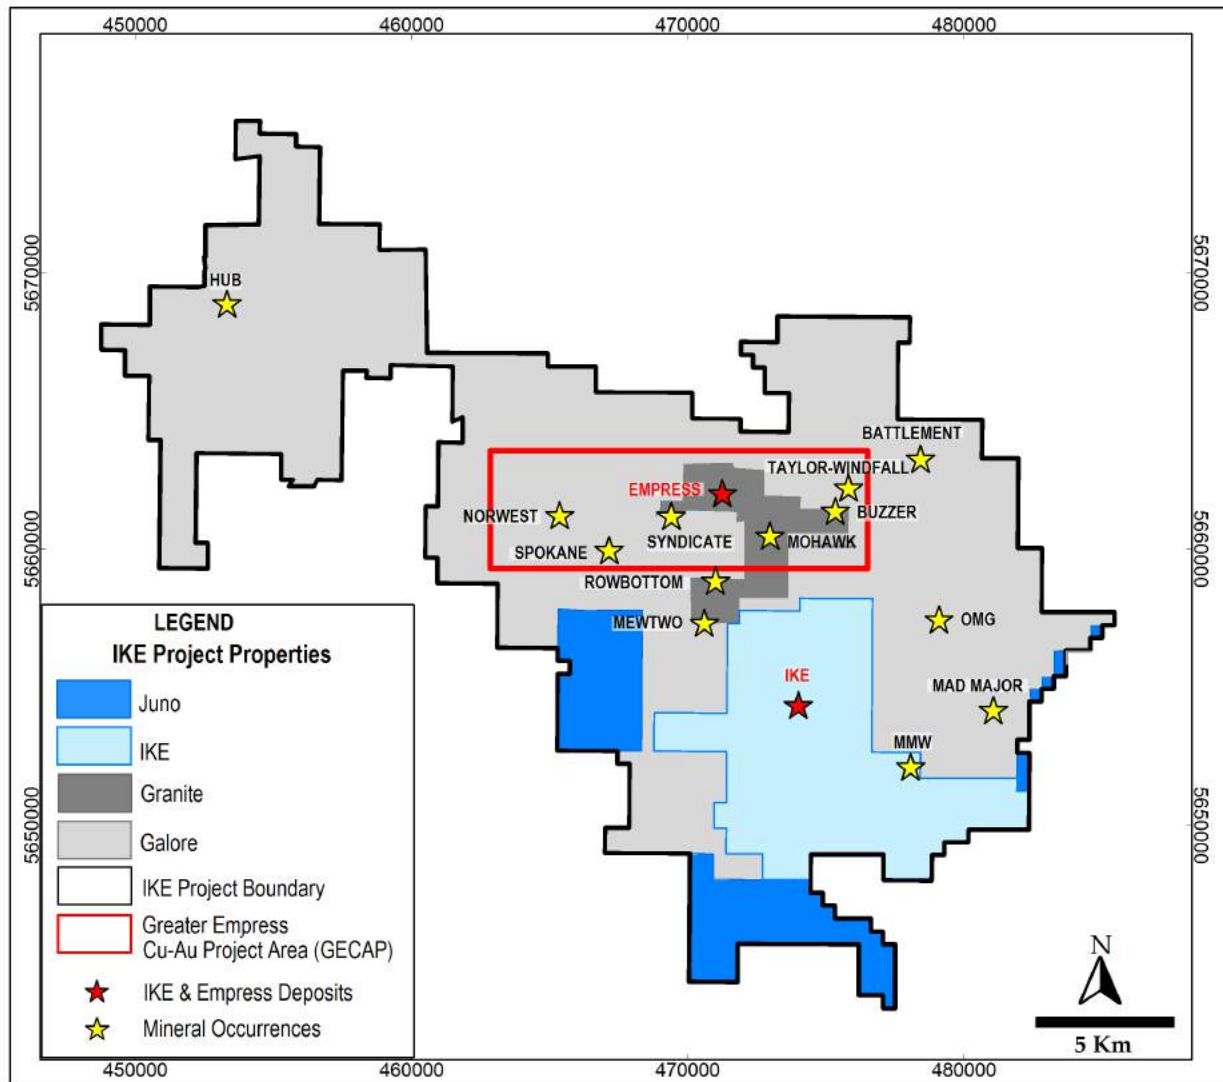 450000
460000
470000
480000
5670000
5670000
HUB
BATTLEMENT
TAYLOR-WINDFALL
EMPRESS
NORWEST
BUZZER
SYNDICATE
MOHAWK
SPOKANE
5660000
5660000
ROWBOTTOM
MEWTWO
OMG
IKE
MAD MAJOR
MMW
5650000
5650000
LEGEND
IKE Project Properties
Juno
IKE
Granite
Galore
IKE Project Boundary
Greater Empress
Cu-Au Project Area (GECAP)
IKE & Empress Deposits
Mineral Occurrences
N
5 Km
450000
460000
470000
480000